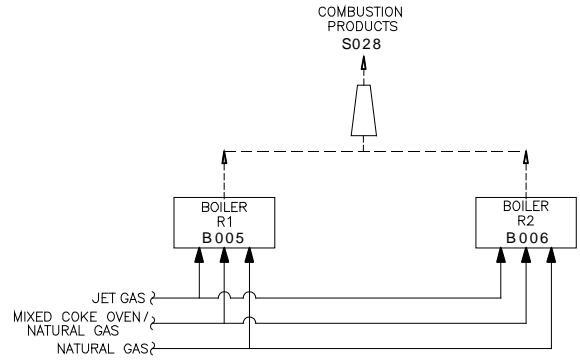 COMBUSTION
PRODUCTS
S028
BOILER
R1
B005
BOILER
R2
B006
JET GAS
MIXED COKE OVEN/
NATURAL GAS
NATURAL GAS